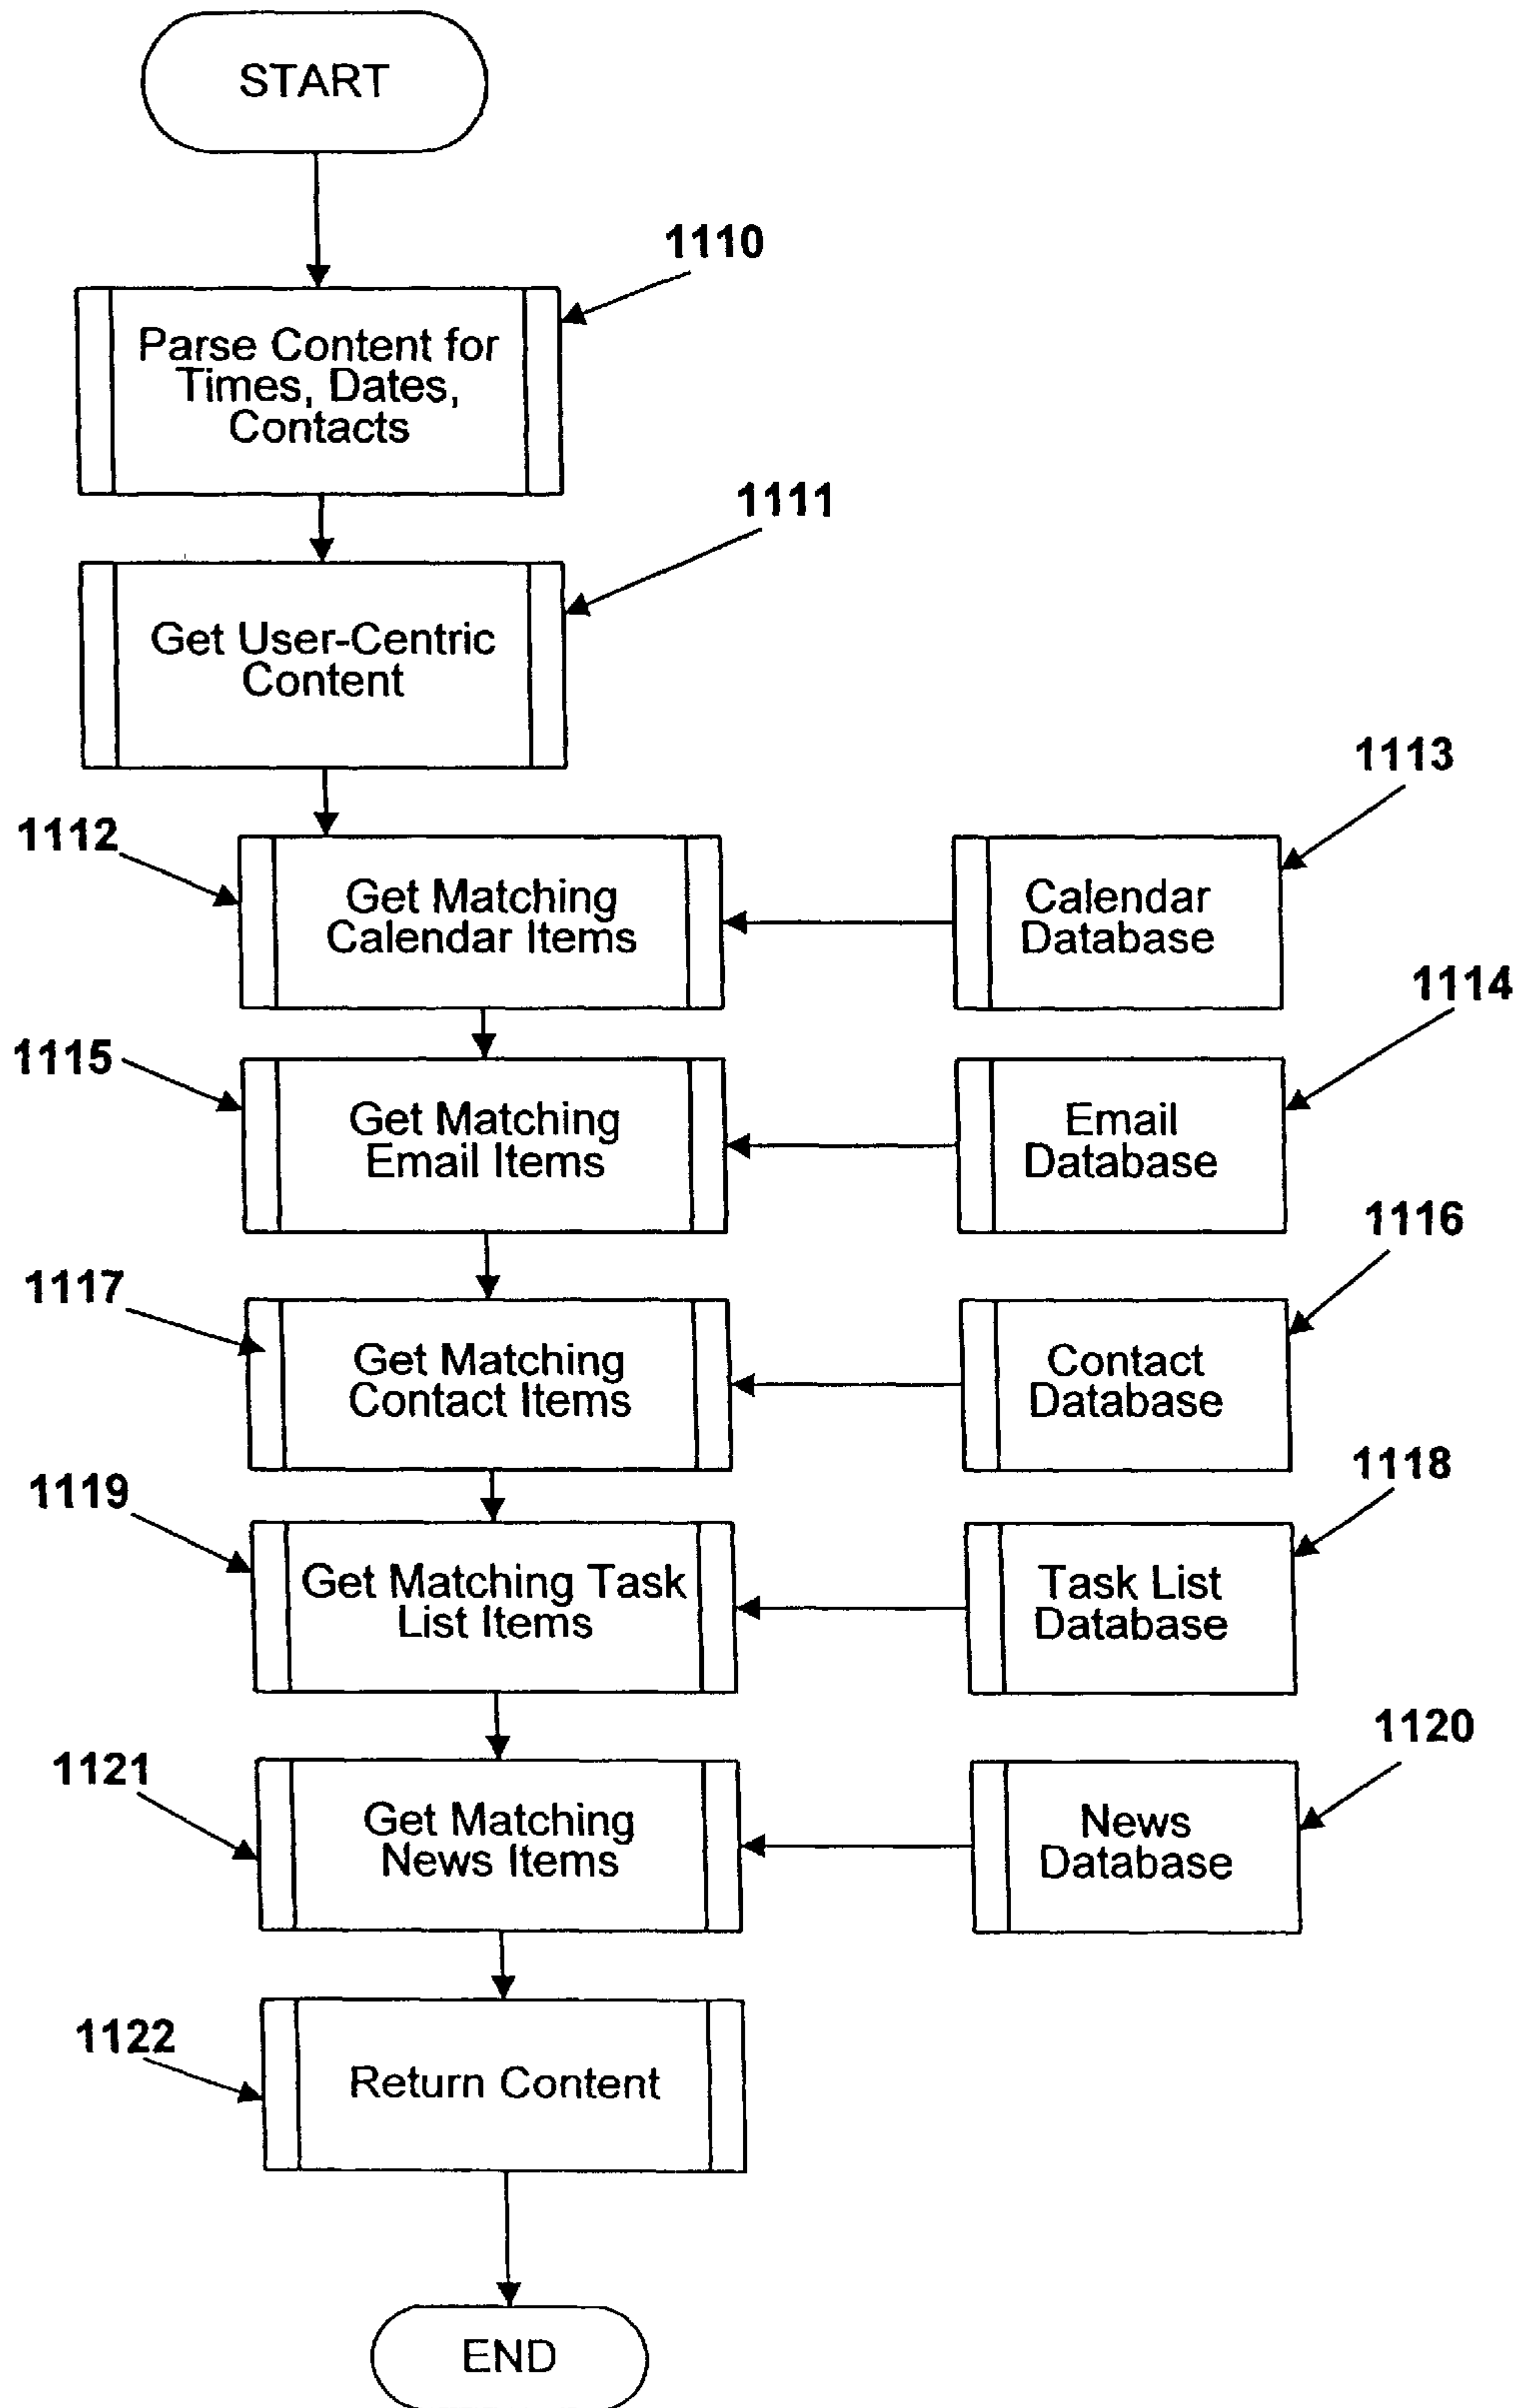 START
1110
Parse Content for
Times, Dates,
Contacts
1111
Get User-Centric
Content
1113
1112
Get Matching
Calendar Items
Calendar
Database
1114
1115
Get Matching
Email Items
Email
Database
1116
1117
Get Matching
Contact Items
Contact
Database
1118
1119
Get Matching Task
List Items
Task List
Database
1120
1121
Get Matching
News Items
News
Database
1122
Return Content
END